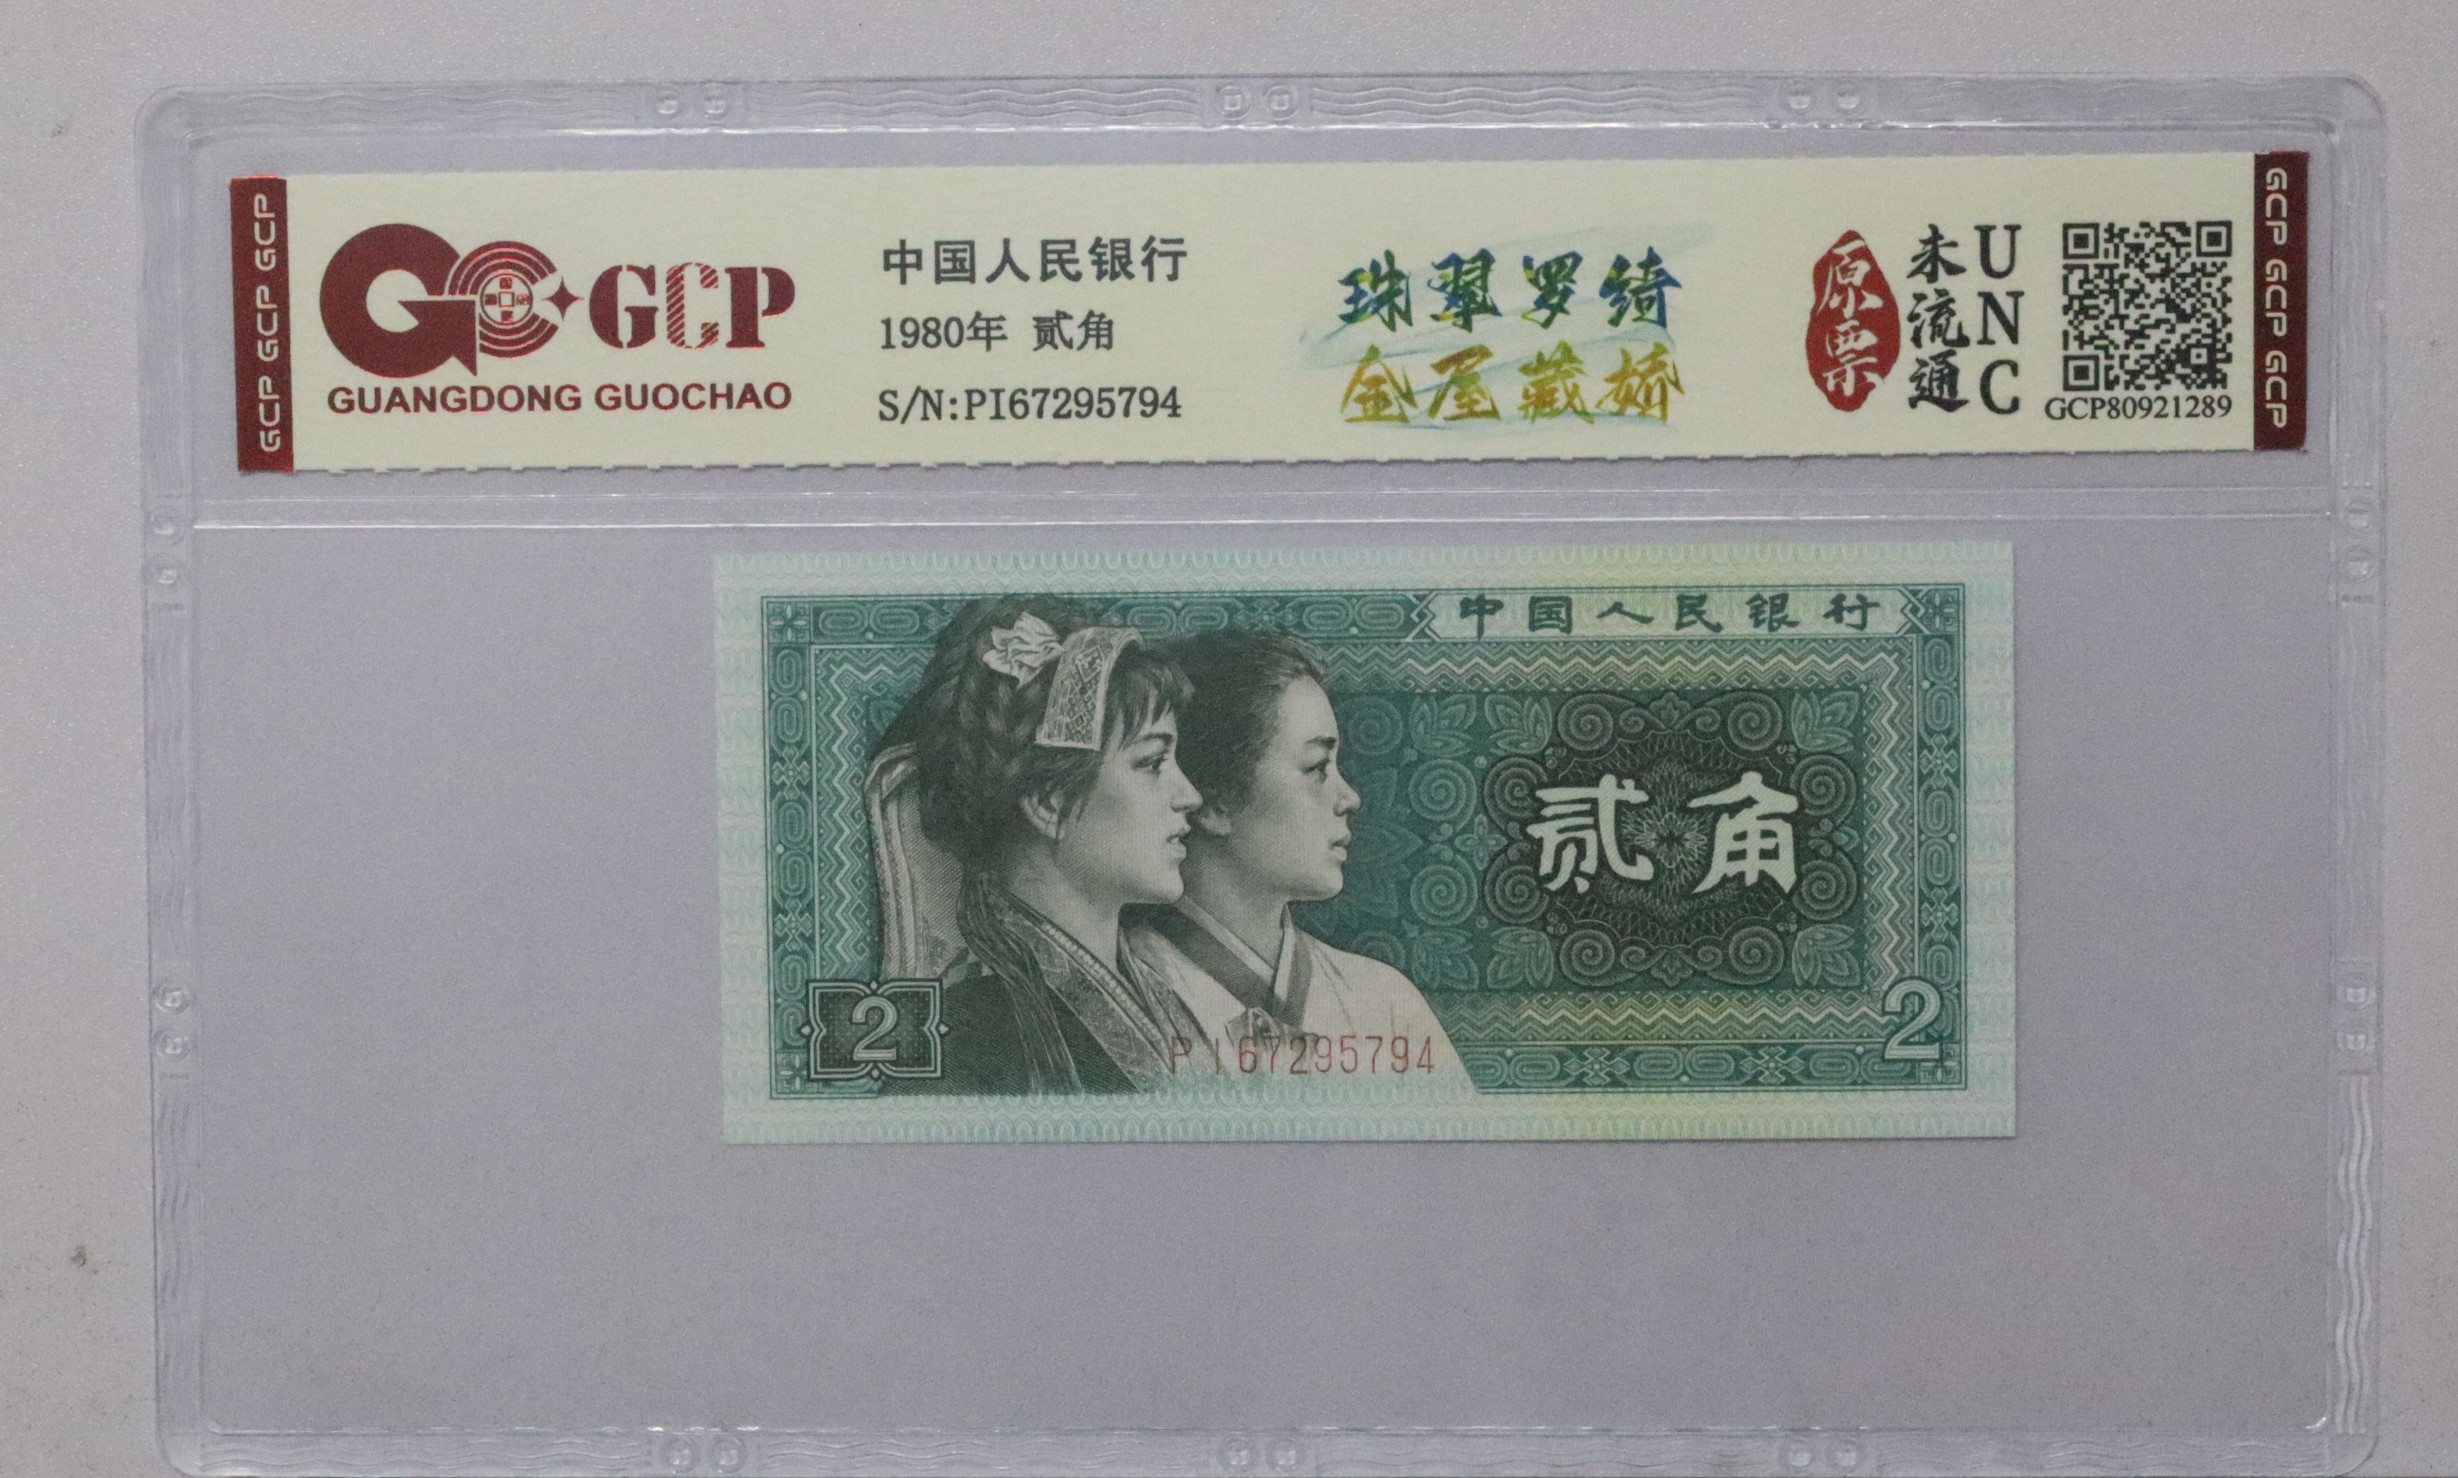 GCP GCP GCP
GCP
GUANGDONG GUOCHAO
中国人民银行
1980年 贰角
S/N:PI67295794
珠翠罗绮
金屋藏娇
原票
未流通
UNC
GCP80921289
GCP GCP GCP
中国人民银行
贰角
2
PI67295794
2